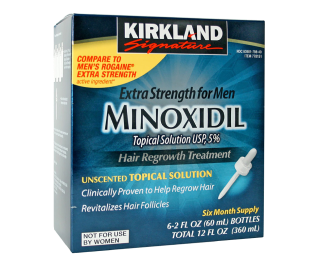 KIRKLAND
Signature
COMPARE TO
MEN'S ROGAINE®
EXTRA STRENGTH
active ingredient*
Extra Strength for Men
MINOXIDIL
Topical Solution USP, 5%
Hair Regrowth Treatment
UNSCENTED TOPICAL SOLUTION
Clinically Proven to Help Regrow Hair
Revitalizes Hair Follicles
Six Month Supply
6-2 FL OZ (60 mL) BOTTLES
TOTAL 12 FL OZ (360 mL)
NOT FOR USE
BY WOMEN